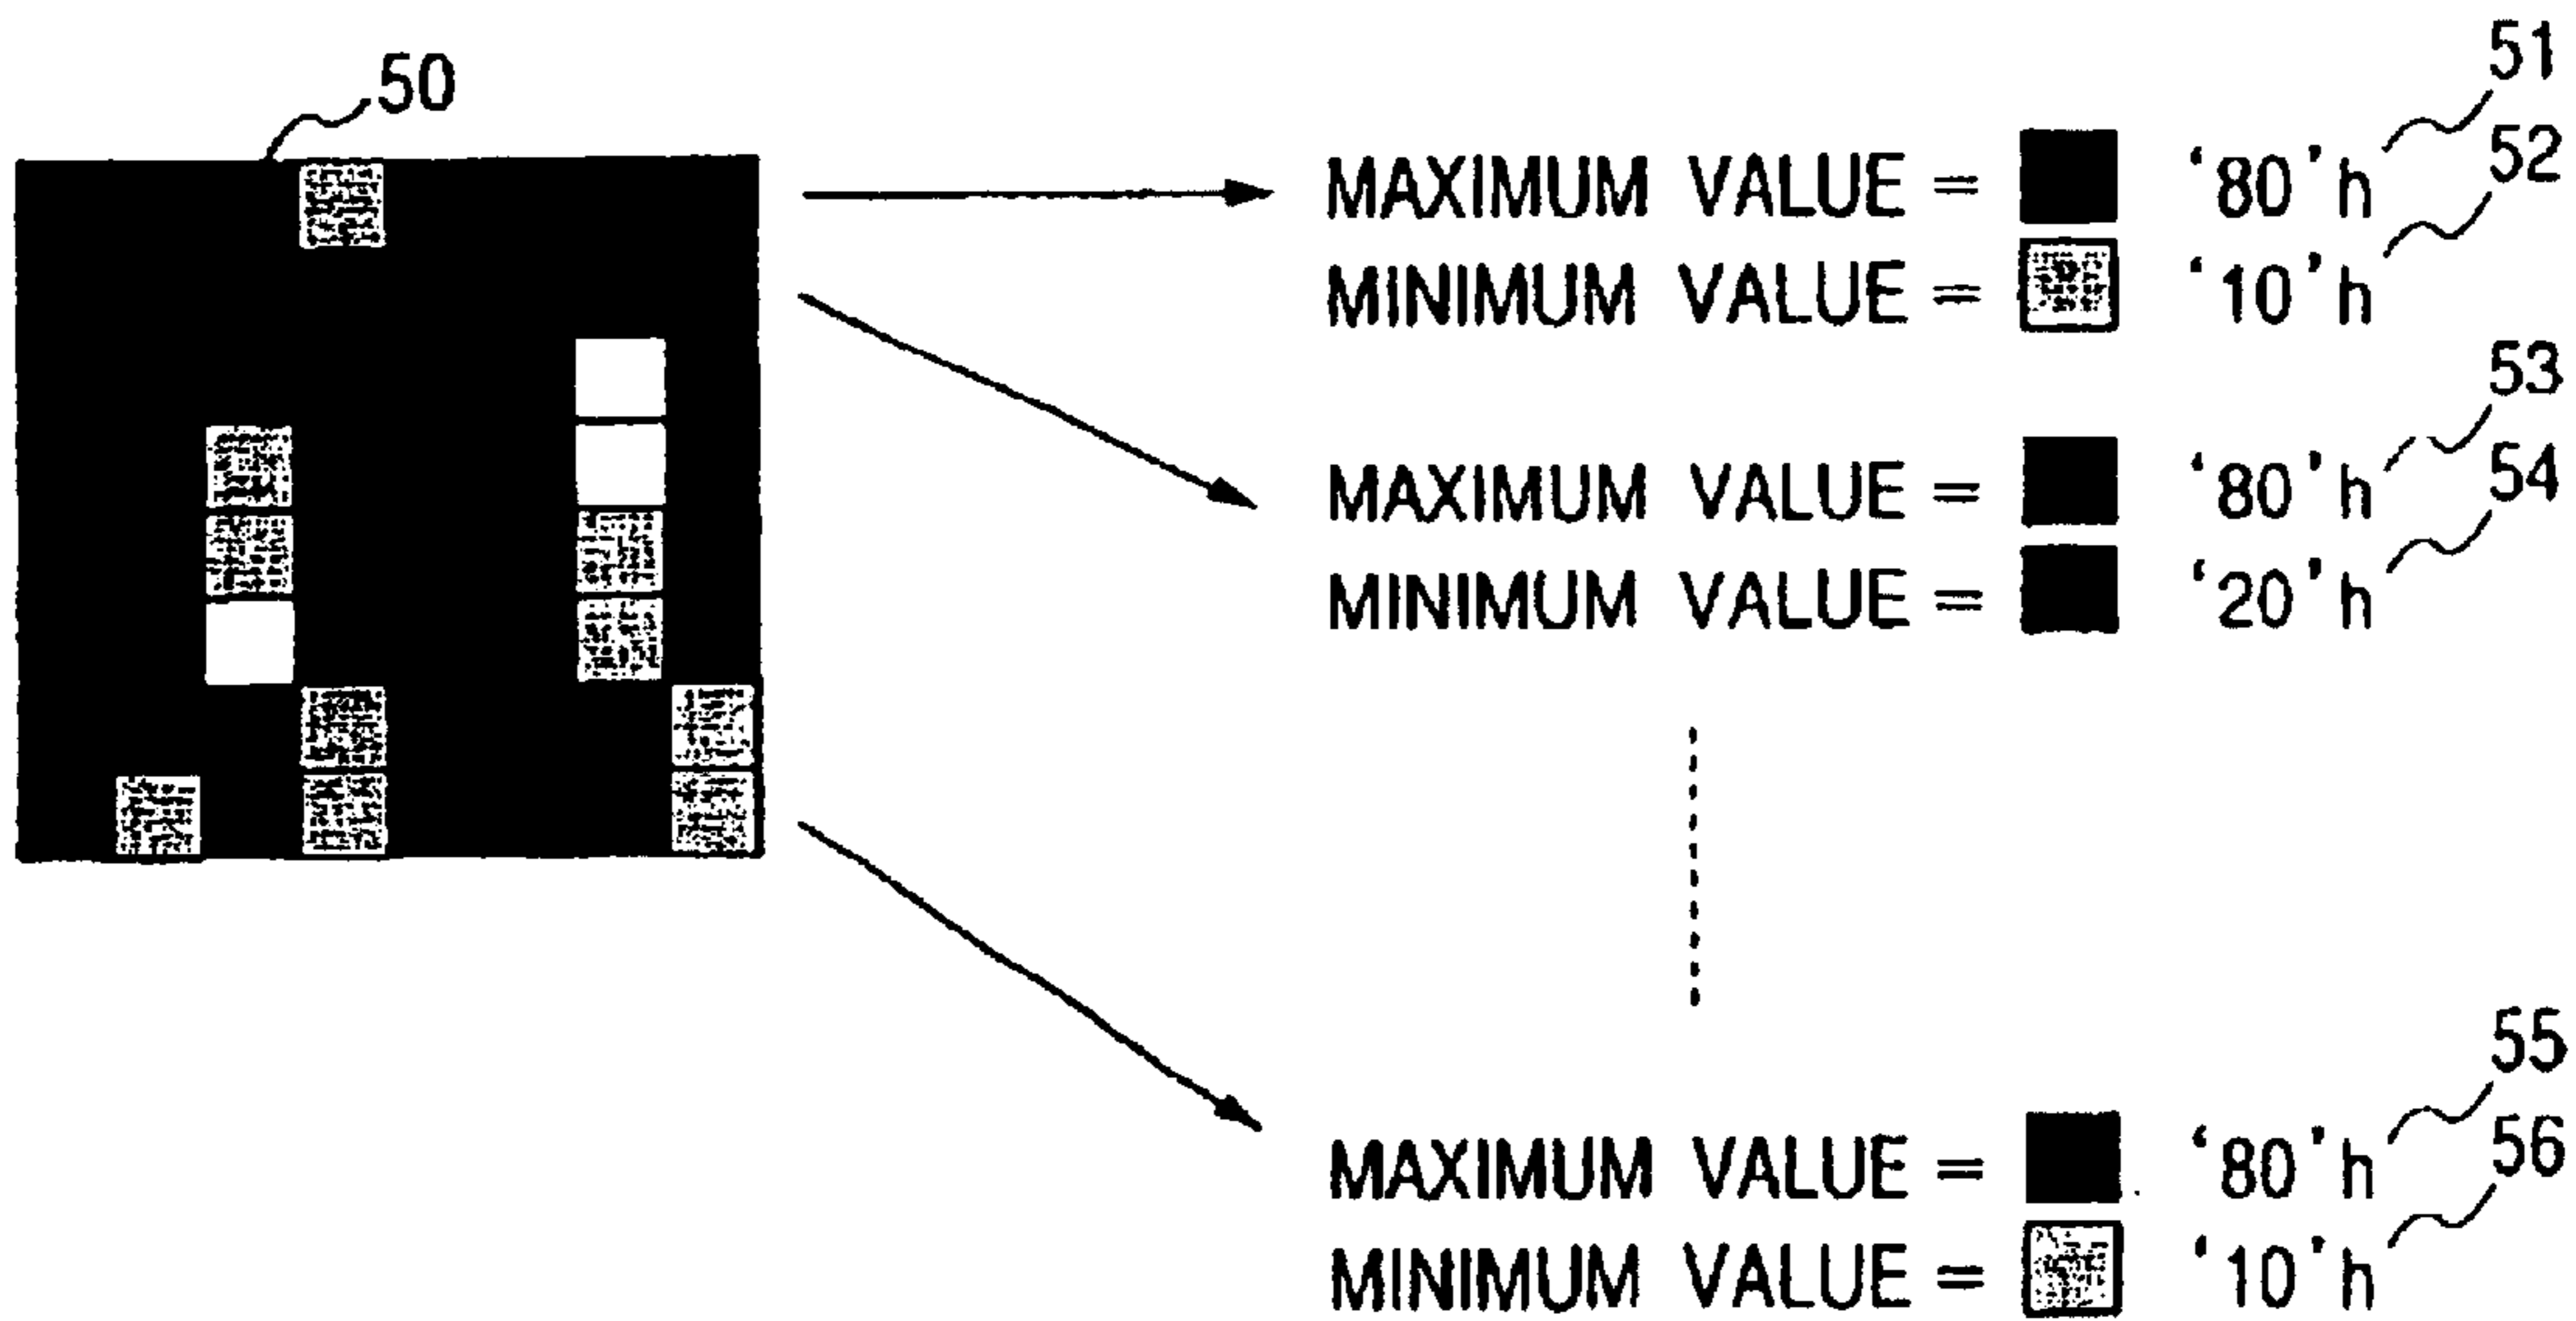 50
51
MAXIMUM VALUE = '80'h
52
MINIMUM VALUE = '10'h
53
MAXIMUM VALUE = '80'h
54
MINIMUM VALUE = '20'h
55
MAXIMUM VALUE = '80'h
56
MINIMUM VALUE = '10'h